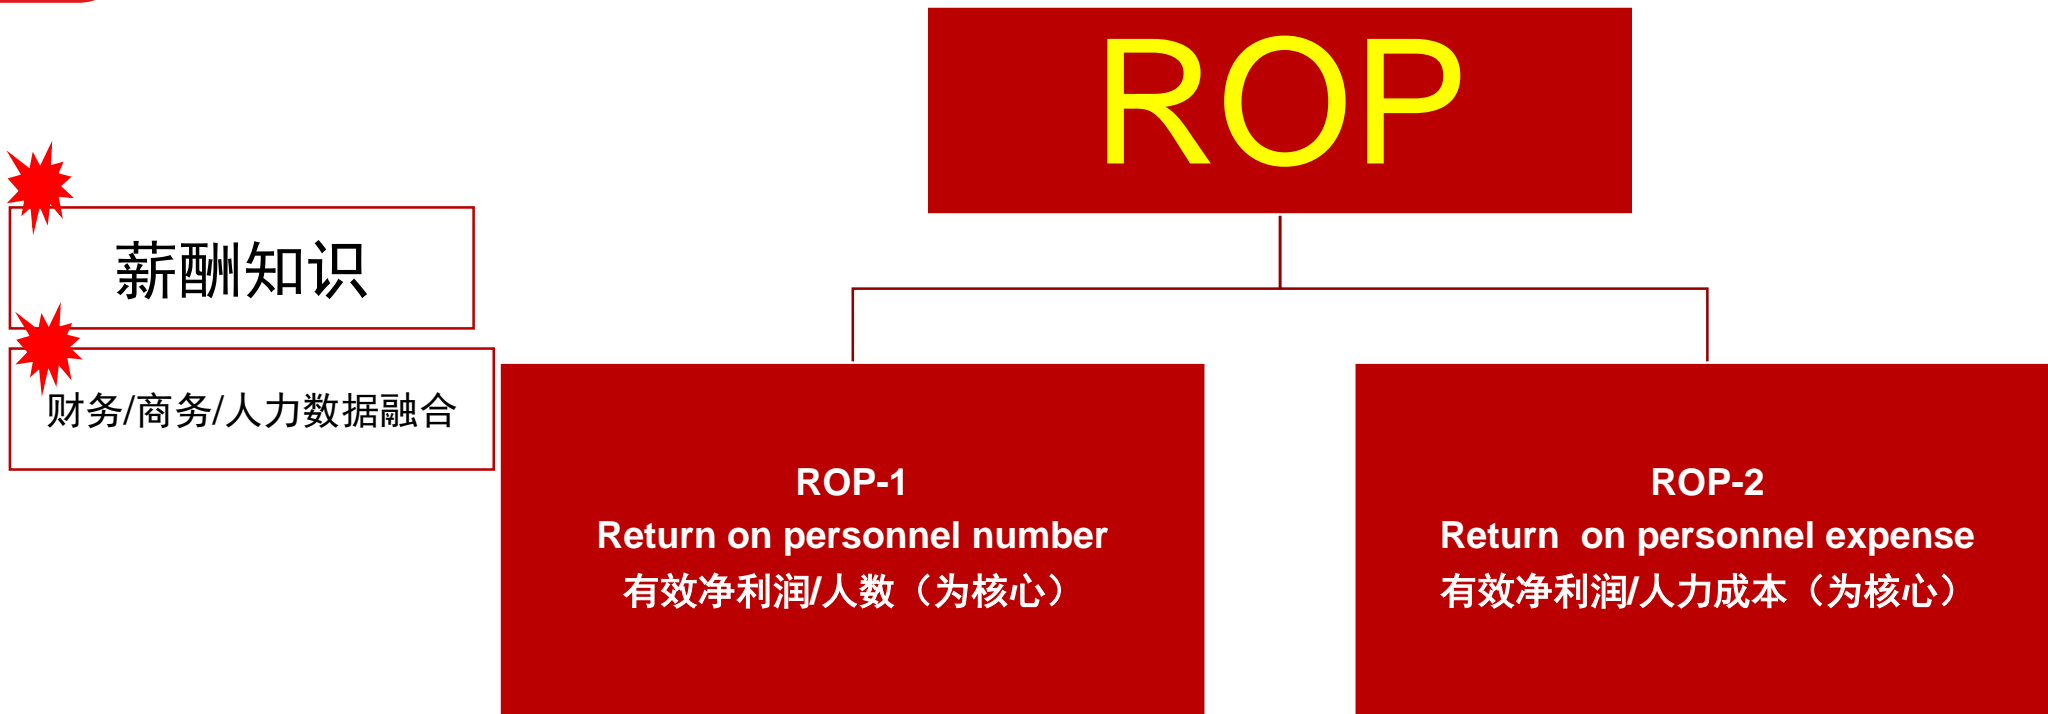 ROP
薪酬知识
财务/商务/人力数据融合
ROP-1
Return on personnel number
有效净利润/人数（为核心）
ROP-2
Return  on personnel expense
有效净利润/人力成本（为核心）